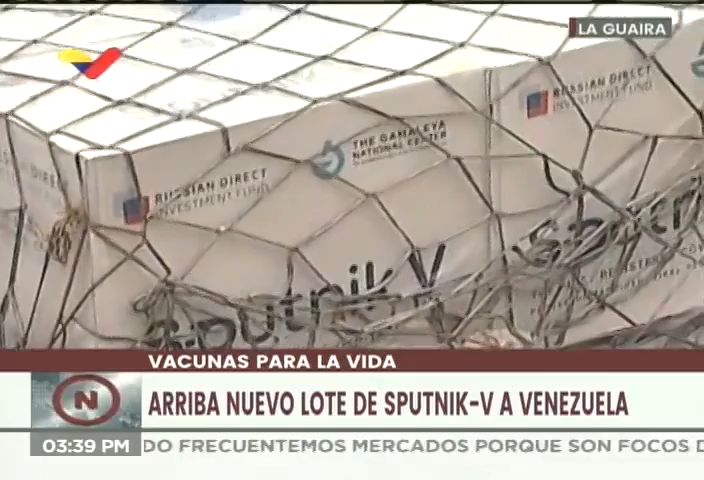 LA GUAIRA
RUSSIAN DIRECT
INVESTMENT FUND
THE GAMALEYA
NATIONAL CENTER
RUSSIAN DIRECT
INVESTMENT FUND
Sputnik V
Sputnik
VACUNAS PARA LA VIDA
N
ARRIBA NUEVO LOTE DE SPUTNIK-V A VENEZUELA
03:39 PM
DO FRECUENTEMOS MERCADOS PORQUE SON FOCOS D